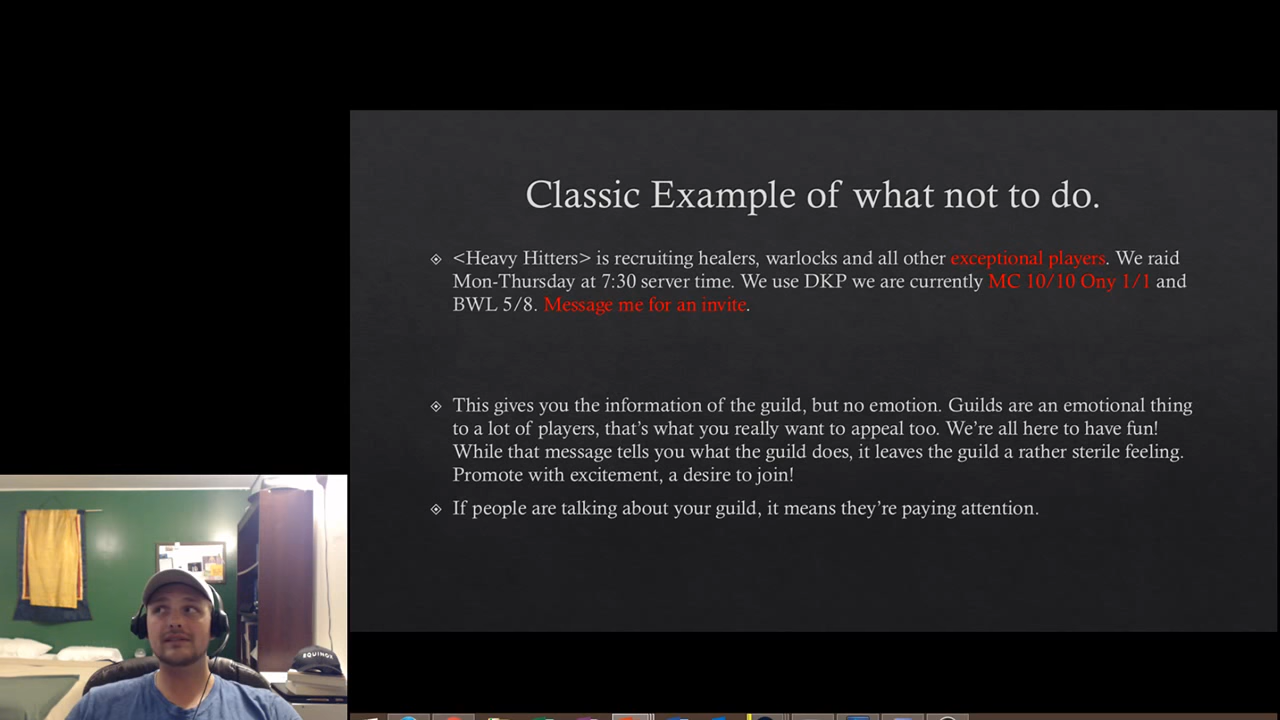 Classic Example of what not to do.
<Heavy Hitters> is recruiting healers, warlocks and all other exceptional players. We raid
Mon-Thursday at 7:30 server time. We use DKP we are currently MC 10/10 Ony 1/1 and
BWL 5/8. Message me for an invite.
This gives you the information of the guild, but no emotion. Guilds are an emotional thing
to a lot of players, that's what you really want to appeal too. We're all here to have fun!
While that message tells you what the guild does, it leaves the guild a rather sterile feeling.
Promote with excitement, a desire to join!
If people are talking about your guild, it means they're paying attention.
EQUINOX